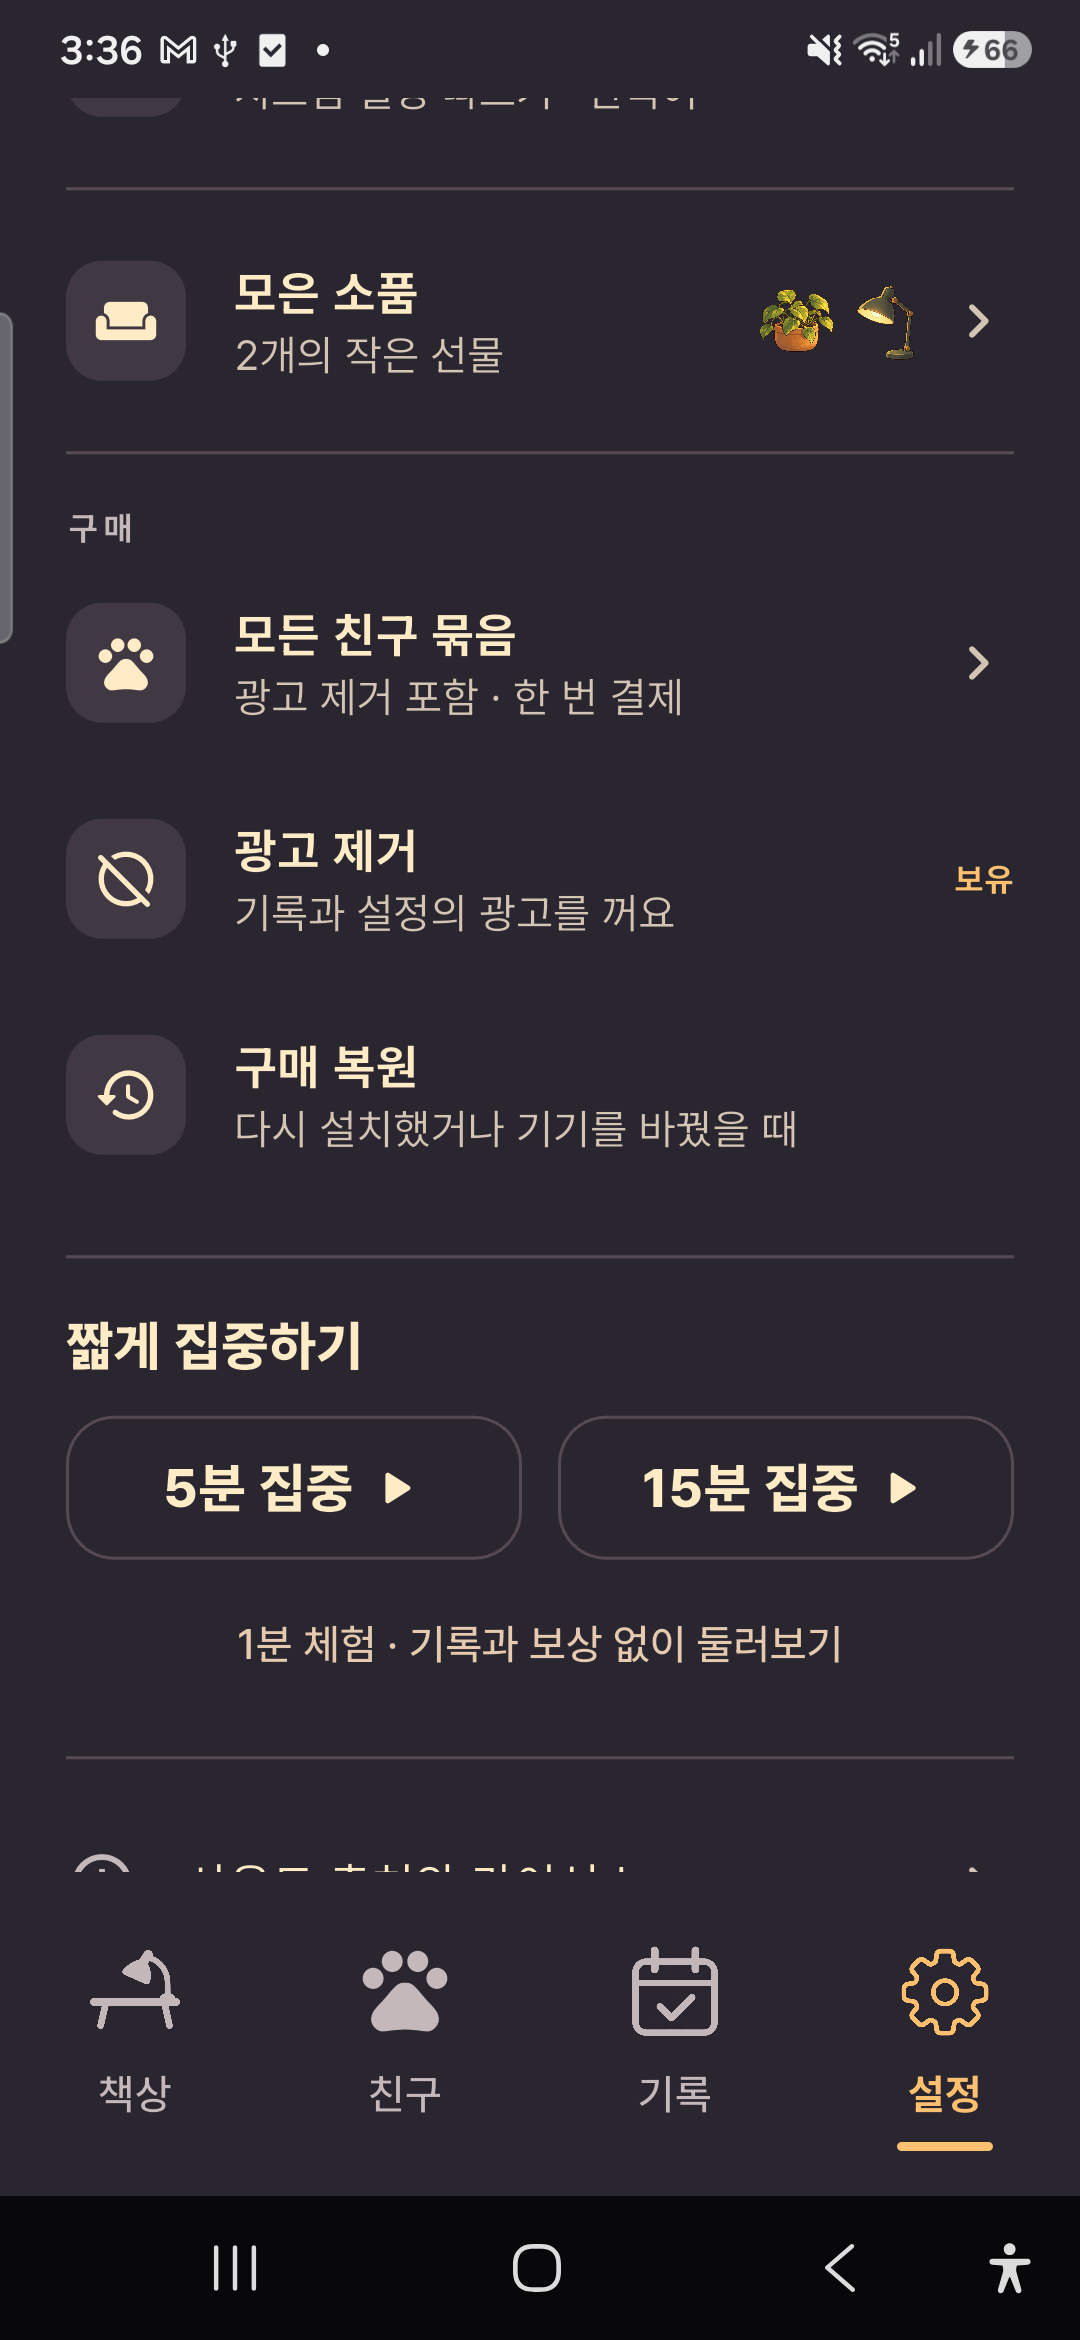 3:36
5
66
모은 소품
2개의 작은 선물
구매
모든 친구 묶음
광고 제거 포함 · 한 번 결제
광고 제거
기록과 설정의 광고를 꺼요
보유
구매 복원
다시 설치했거나 기기를 바꿨을 때
짧게 집중하기
5분 집중
15분 집중
1분 체험 · 기록과 보상 없이 둘러보기
책상
친구
기록
설정